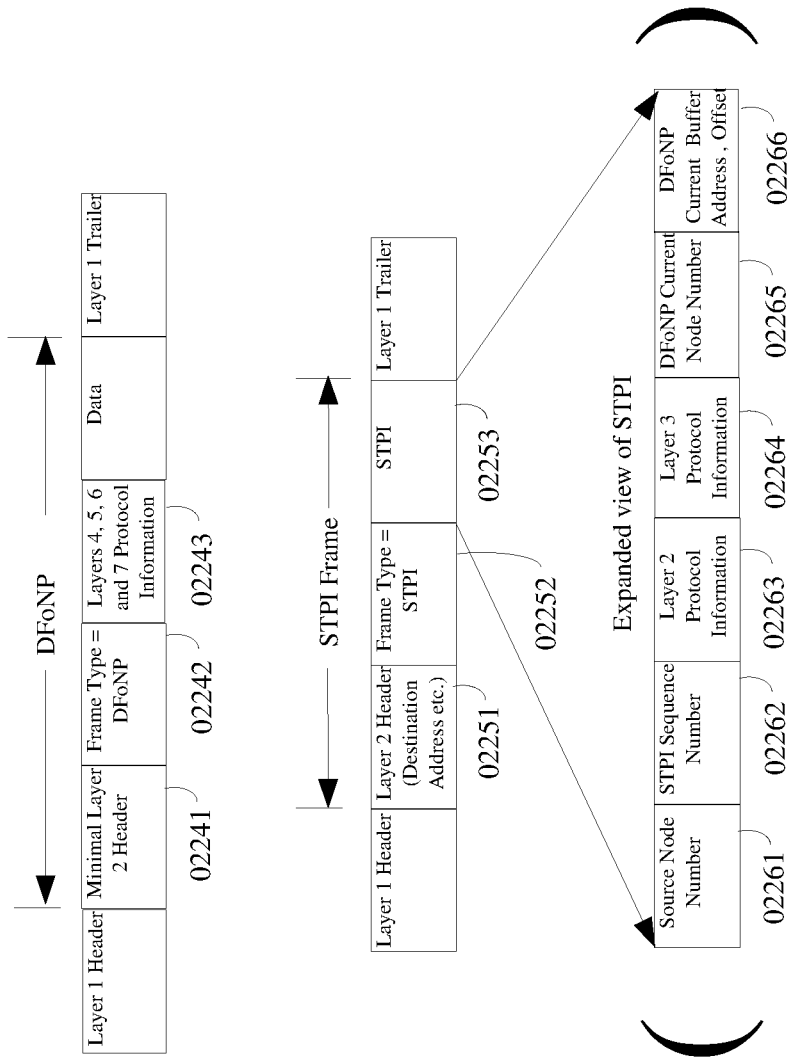 DFoNP
Layer 1 Header
Minimal Layer
2 Header
Frame Type =
DFoNP
Layers 4, 5, 6
and 7 Protocol
Information
Data
Layer 1 Trailer
02241
02242
02243
STPI Frame
Layer 1 Header
Layer 2 Header
(Destination
Address etc.)
Frame Type =
STPI
STPI
Layer 1 Trailer
02251
02252
02253
Expanded view of STPI
(
Source Node
Number
STPI Sequence
Number
Layer 2
Protocol
Information
Layer 3
Protocol
Information
DFoNP Current
Node Number
DFoNP
Current Buffer
Address , Offset
)
02261
02262
02263
02264
02265
02266